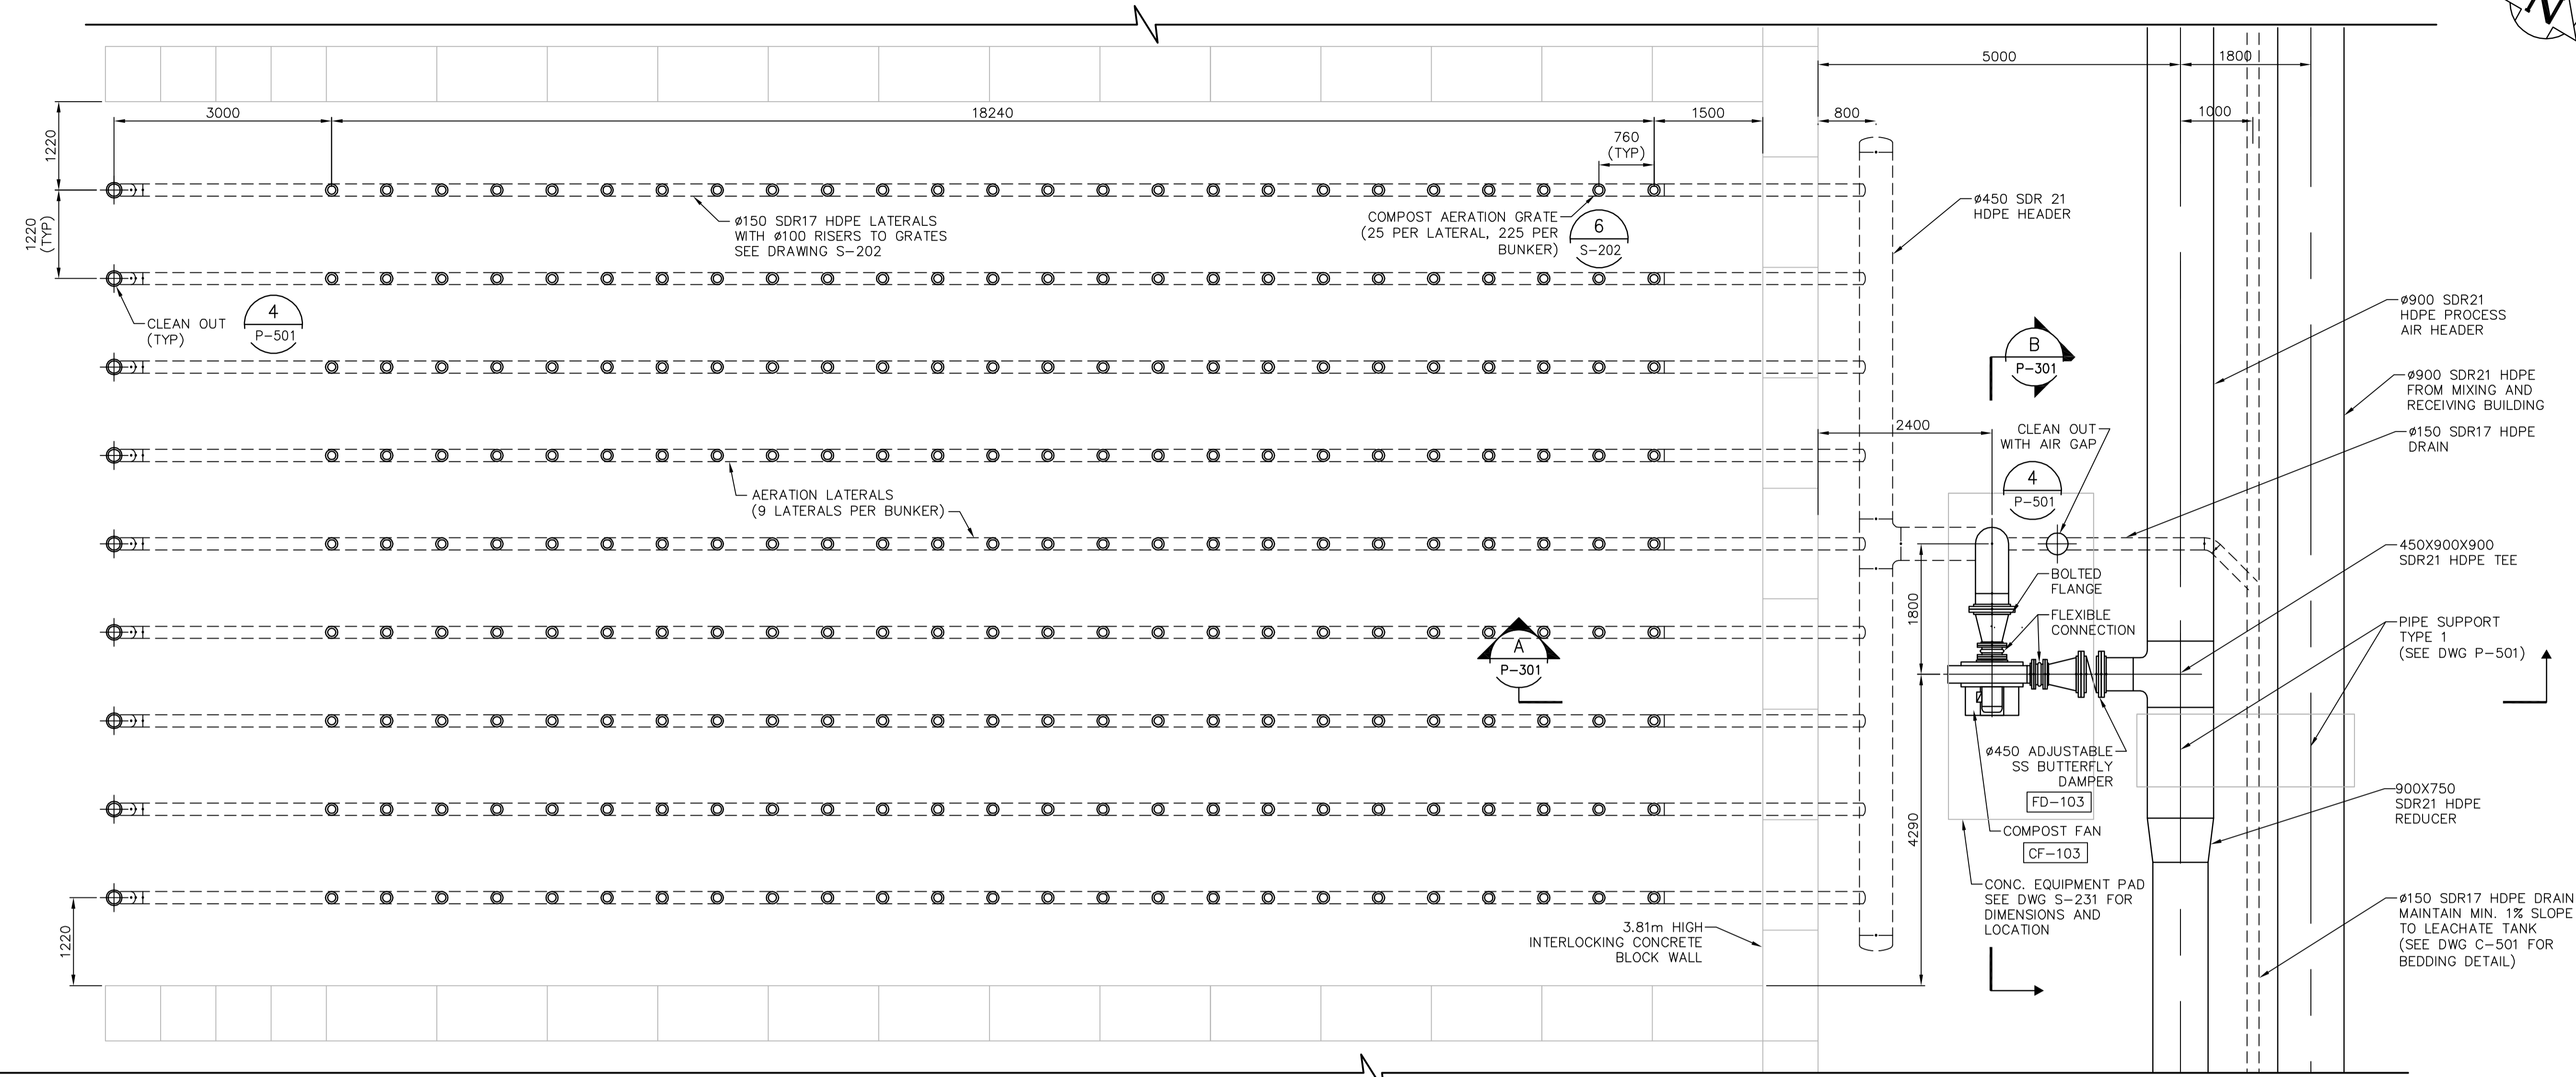 N
5000
1800
3000
18240
1500
800
1000
1220
760
(TYP)
1220
(TYP)
Ø150 SDR17 HDPE LATERALS
WITH Ø100 RISERS TO GRATES
SEE DRAWING S-202
COMPOST AERATION GRATE
(25 PER LATERAL, 225 PER
BUNKER)
6
S-202
Ø450 SDR 21
HDPE HEADER
CLEAN OUT
(TYP)
4
P-501
Ø900 SDR21
HDPE PROCESS
AIR HEADER
B
P-301
Ø900 SDR21 HDPE
FROM MIXING AND
RECEIVING BUILDING
2400
CLEAN OUT
WITH AIR GAP
4
P-501
Ø150 SDR17 HDPE
DRAIN
AERATION LATERALS
(9 LATERALS PER BUNKER)
450X900X900
SDR21 HDPE TEE
BOLTED
FLANGE
1800
FLEXIBLE
CONNECTION
PIPE SUPPORT
TYPE 1
(SEE DWG P-501)
A
P-301
Ø450 ADJUSTABLE
SS BUTTERFLY
DAMPER
FD-103
900X750
SDR21 HDPE
REDUCER
4290
COMPOST FAN
CF-103
CONC. EQUIPMENT PAD
SEE DWG S-231 FOR
DIMENSIONS AND
LOCATION
Ø150 SDR17 HDPE DRAIN
MAINTAIN MIN. 1% SLOPE
TO LEACHATE TANK
(SEE DWG C-501 FOR
BEDDING DETAIL)
1220
3.81m HIGH
INTERLOCKING CONCRETE
BLOCK WALL